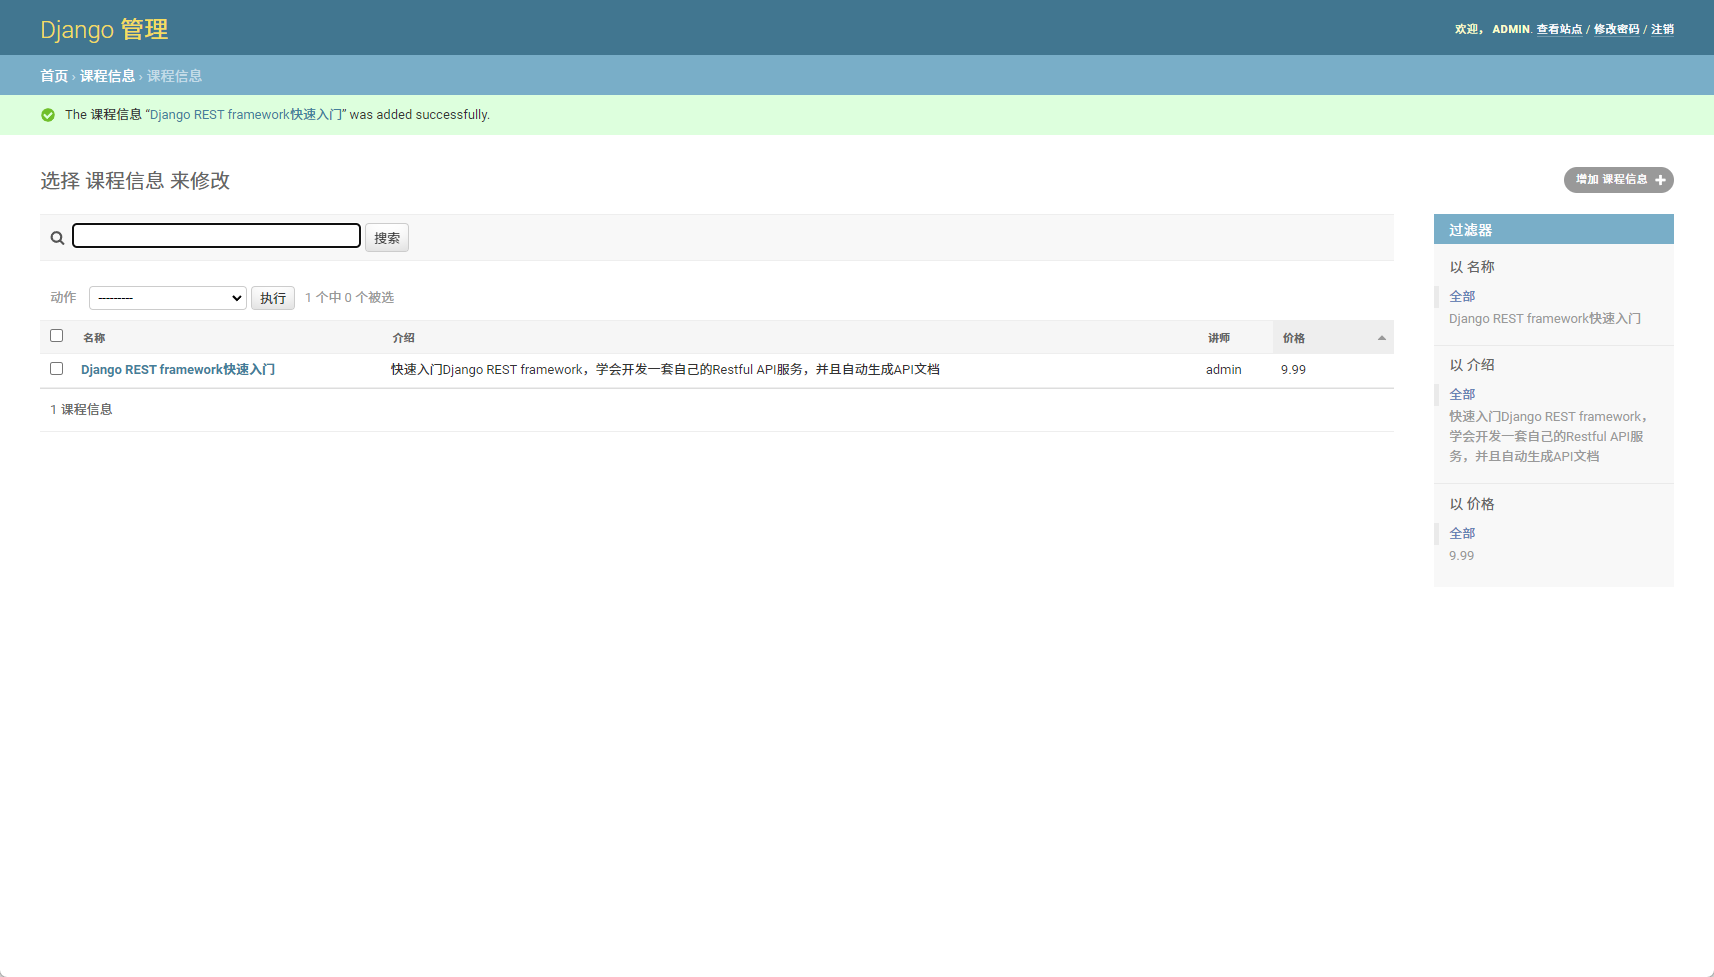 Django 管理
欢迎， ADMIN. 查看站点 / 修改密码 / 注销
首页 › 课程信息 › 课程信息
The 课程信息 “Django REST framework快速入门” was added successfully.
选择 课程信息 来修改
增加 课程信息
搜索
动作 --------- 执行 1 个中 0 个被选
名称 介绍 讲师 价格
Django REST framework快速入门 快速入门Django REST framework，学会开发一套自己的Restful API服务，并且自动生成API文档 admin 9.99
1 课程信息
过滤器
以 名称
全部
Django REST framework快速入门
以 介绍
全部
快速入门Django REST framework，
学会开发一套自己的Restful API服
务，并且自动生成API文档
以 价格
全部
9.99